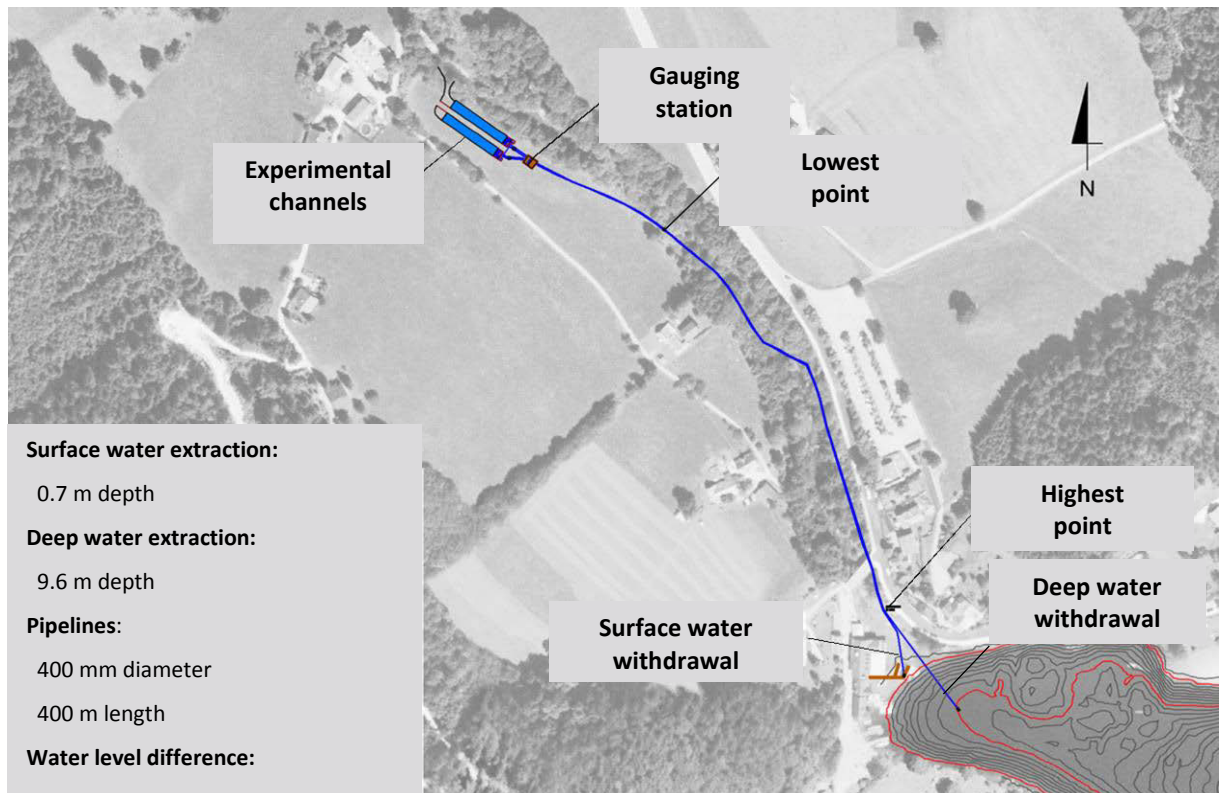 Gauging
station
Lowest
point
N
Experimental
channels
Highest
point
Deep water
withdrawal
Surface water
withdrawal
Surface water extraction:
0.7 m depth
Deep water extraction:
9.6 m depth
Pipelines:
400 mm diameter
400 m length
Water level difference: